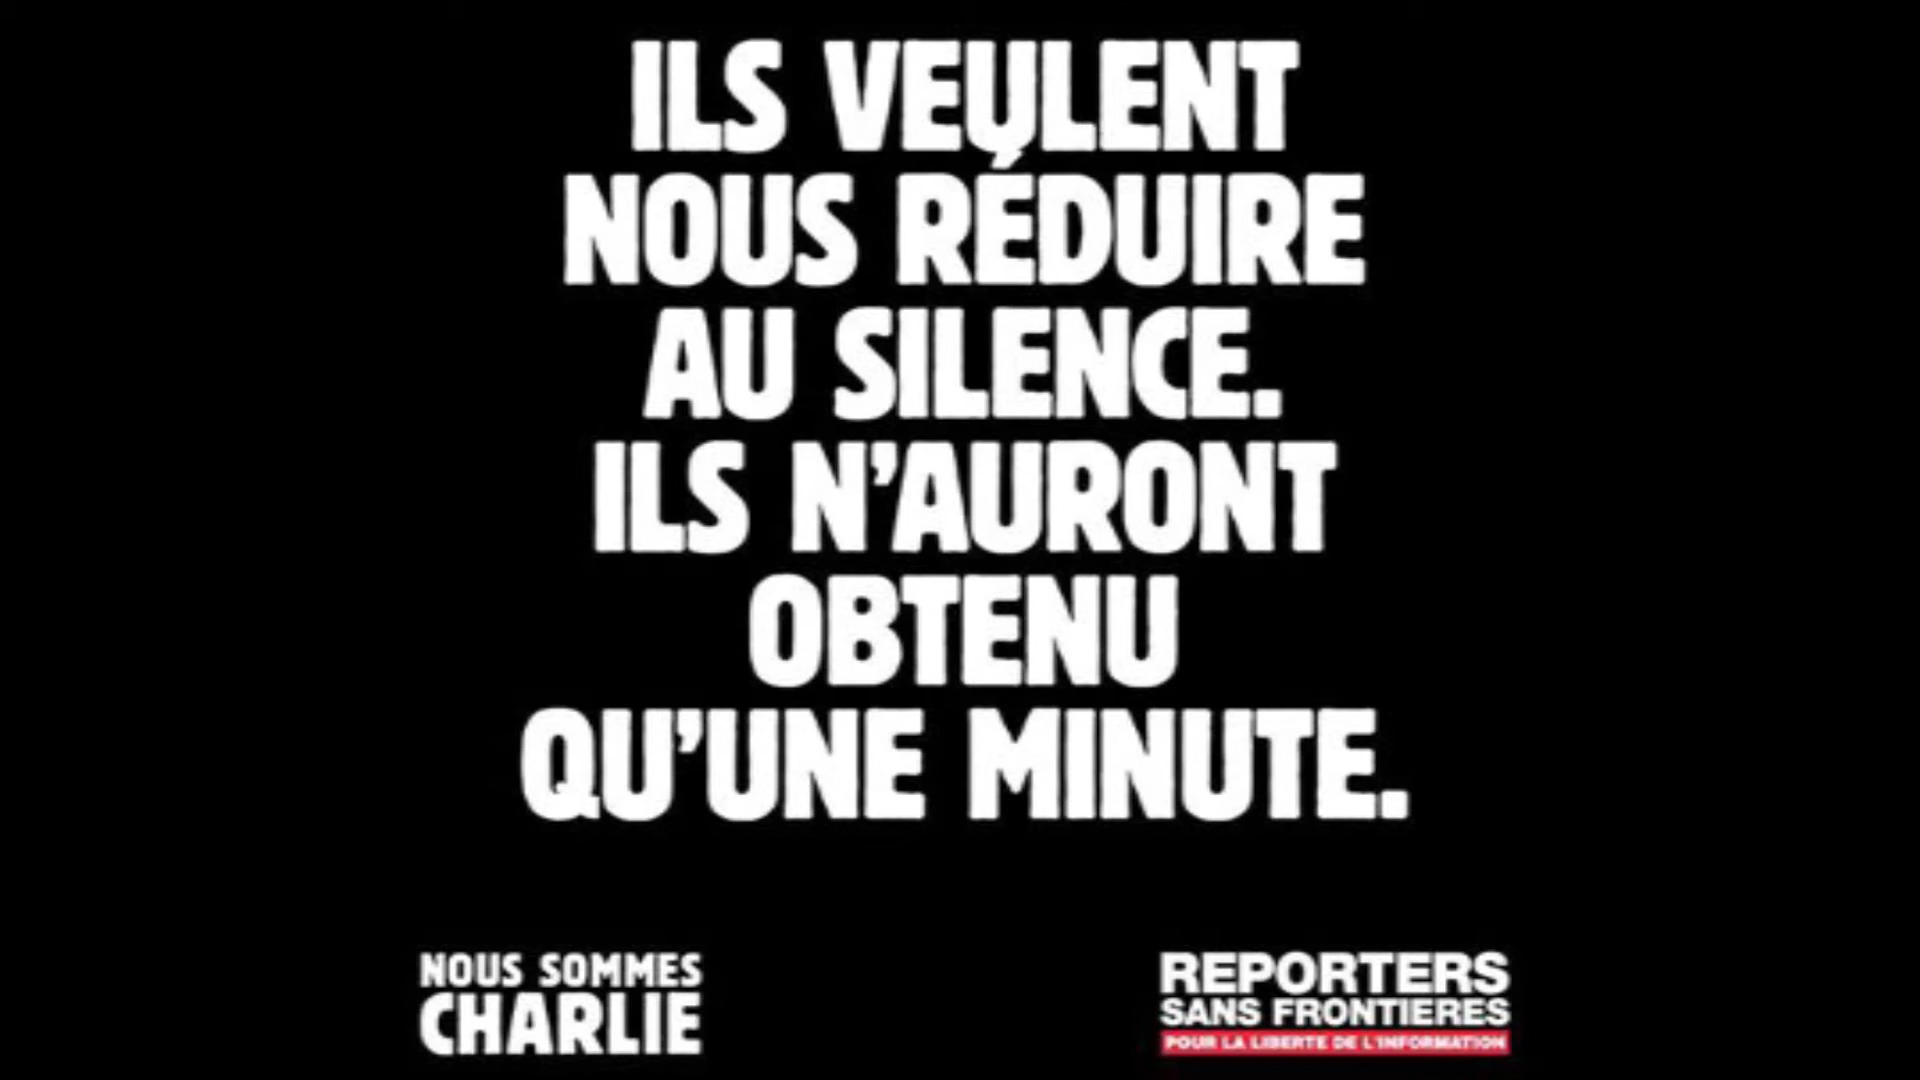 ILS VEULENT
NOUS RÉDUIRE
AU SILENCE.
ILS N’AURONT
OBTENU
QU’UNE MINUTE.
NOUS SOMMES
CHARLIE
REPORTERS
SANS FRONTIERES
POUR LA LIBERTE DE L'INFORMATION